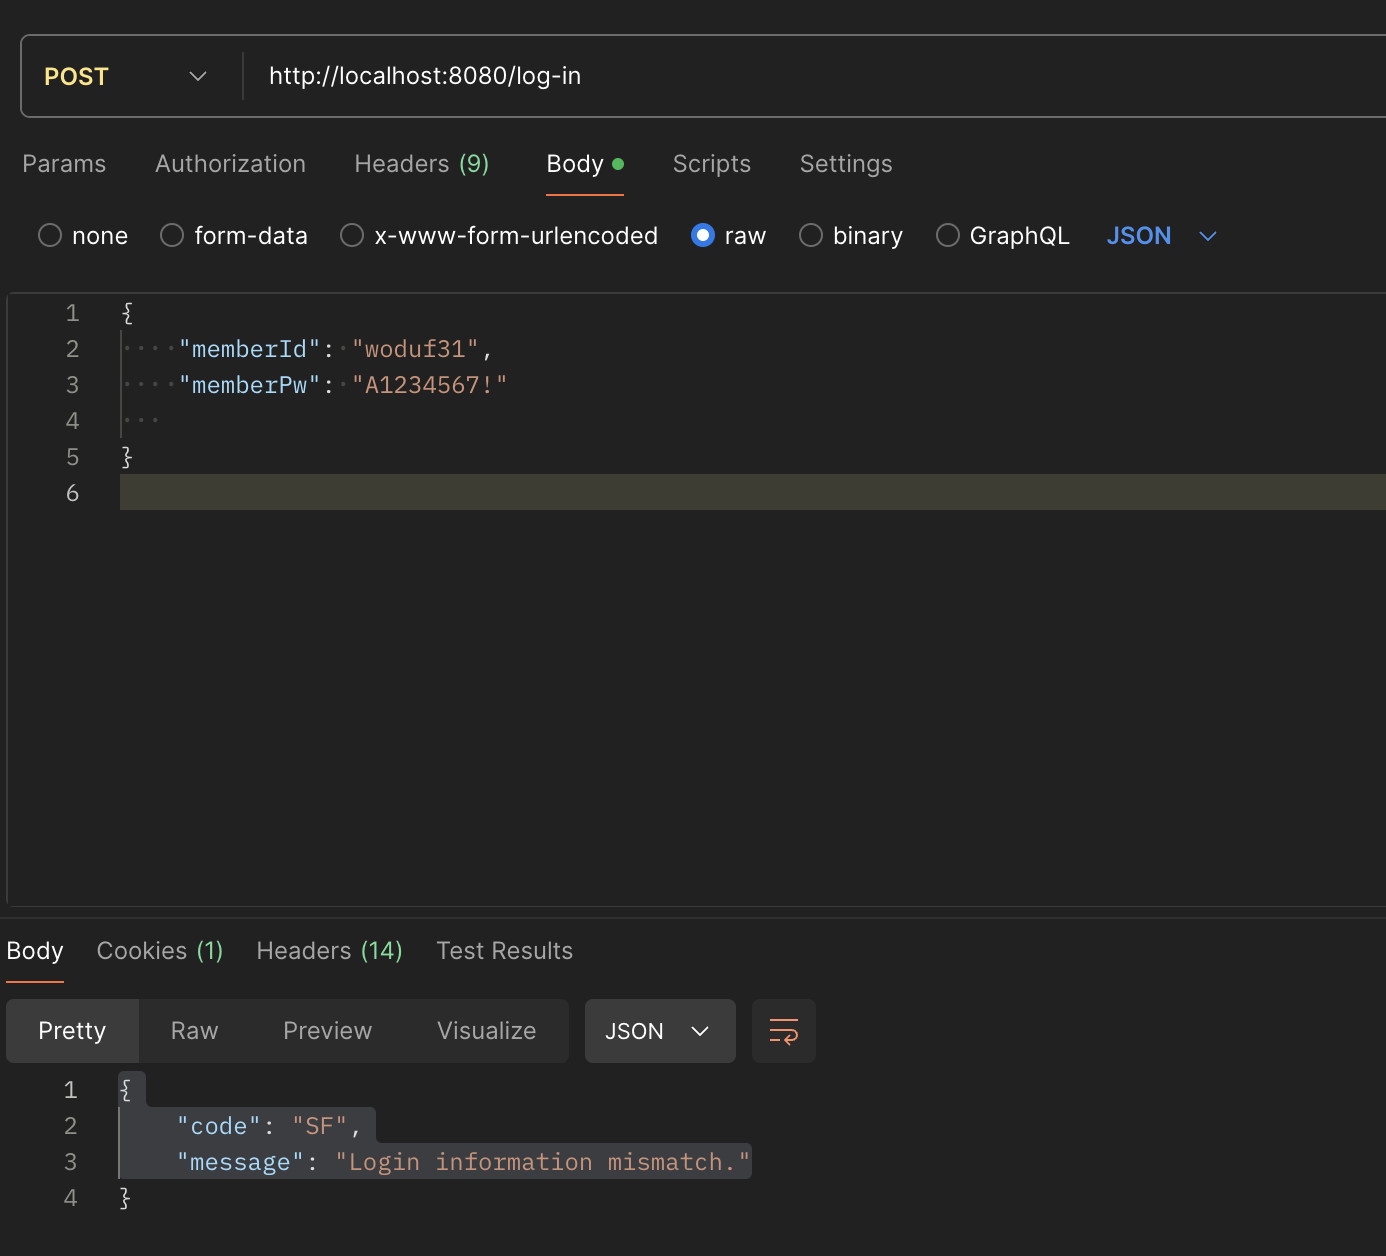 POST http://localhost:8080/log-in
Params Authorization Headers (9) Body Scripts Settings
none form-data x-www-form-urlencoded raw binary GraphQL JSON
1 {
2 "memberId": "woduf31",
3 "memberPw": "A1234567!"
4
5 }
6
Body Cookies (1) Headers (14) Test Results
Pretty Raw Preview Visualize JSON
1 {
2 "code": "SF",
3 "message": "Login information mismatch."
4 }